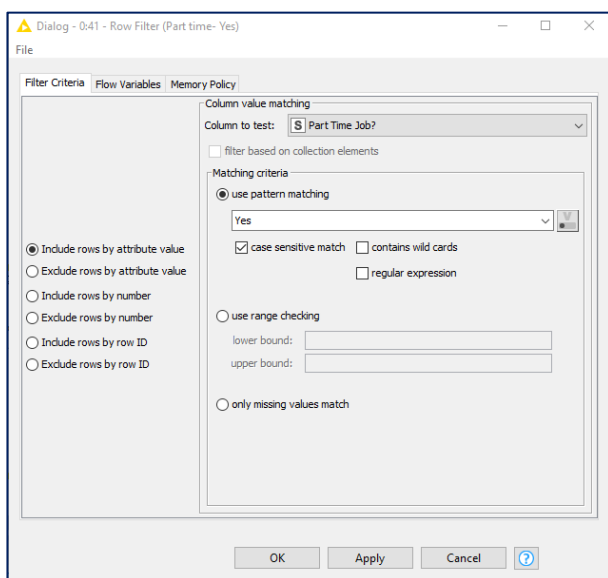 Dialog - 0:41 - Row Filter (Part time- Yes)
File
Filter Criteria Flow Variables Memory Policy
Column value matching
Column to test: S Part Time Job?
filter based on collection elements
Matching criteria
use pattern matching
Yes
V
case sensitive match contains wild cards
regular expression
Include rows by attribute value
Exclude rows by attribute value
Include rows by number
Exclude rows by number
Include rows by row ID
Exclude rows by row ID
use range checking
lower bound:
upper bound:
only missing values match
OK Apply Cancel ?